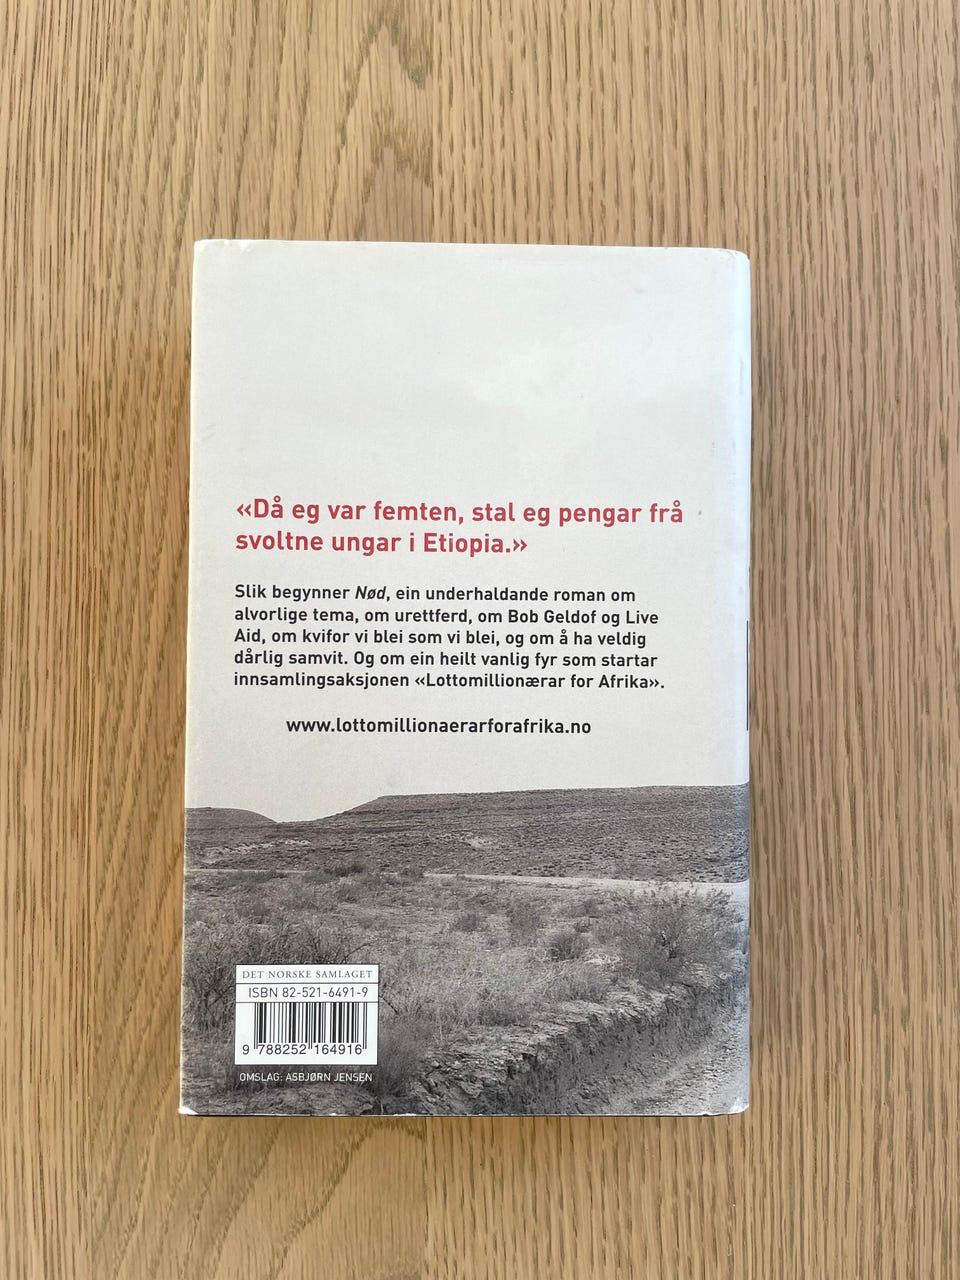 «Då eg var femten, stal eg pengar frå
svoltne ungar i Etiopia.»
Slik begynner Nød, ein underhaldande roman om
alvorlige tema, om urettferd, om Bob Geldof og Live
Aid, om kvifor vi blei som vi blei, og om å ha veldig
dårlig samvit. Og om ein heilt vanlig fyr som startar
innsamlingsaksjonen «Lottomillionærar for Afrika».
www.lottomillionaerarforafrika.no
DET NORSKE SAMLAGET
ISBN 82-521-6491-9
9 788252 164916
OMSLAG: ASBJØRN JENSEN